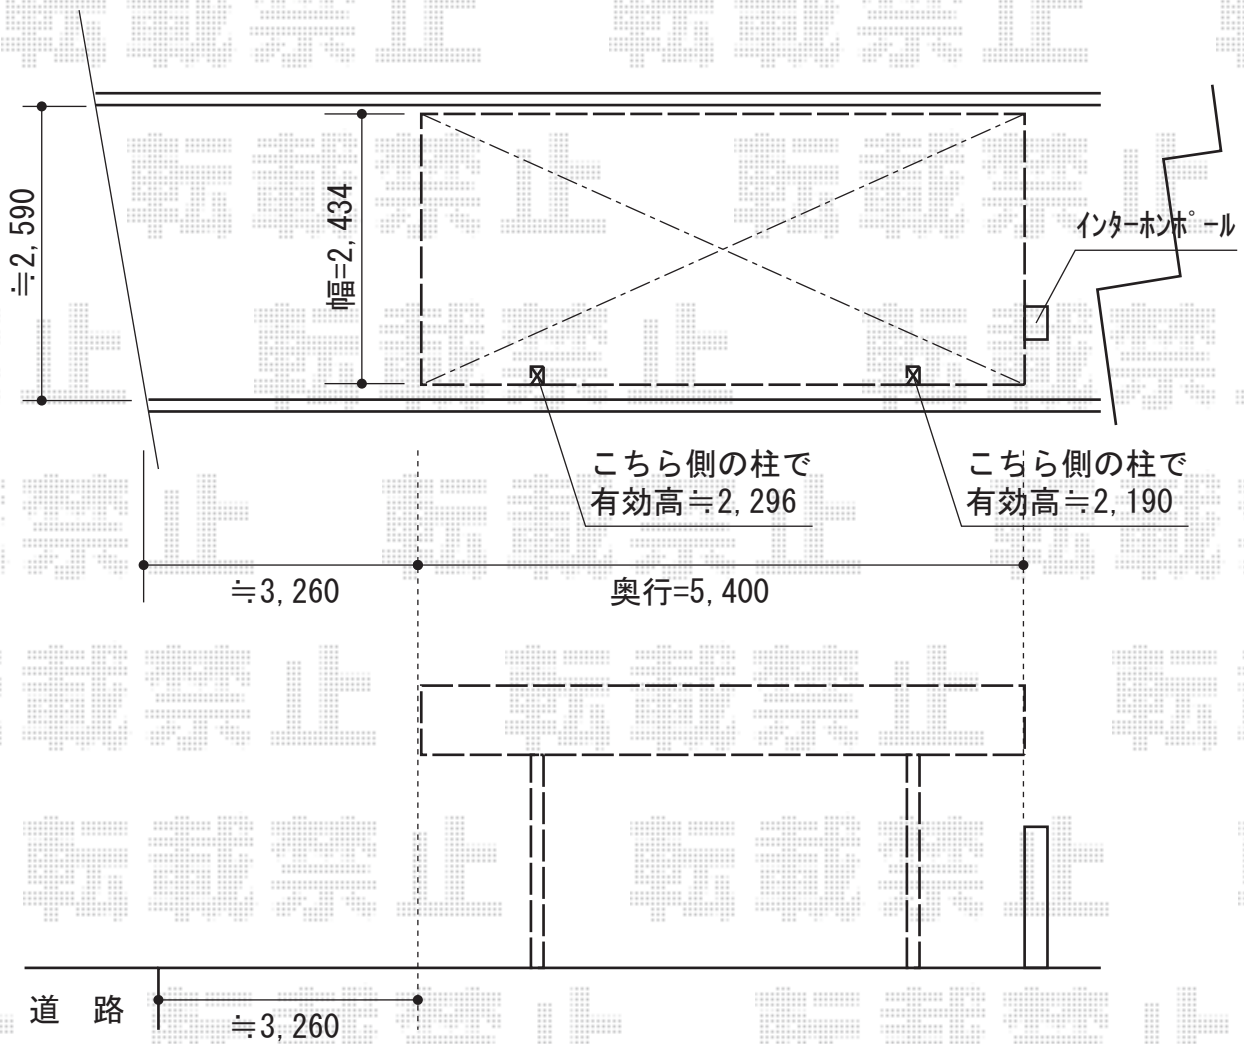 ≒2,590
幅=2,434
インターホンポール
こちら側の柱で
有効高≒2,296
こちら側の柱で
有効高≒2,190
≒3,260
奥行=5,400
道 路
≒3,260
転載禁止